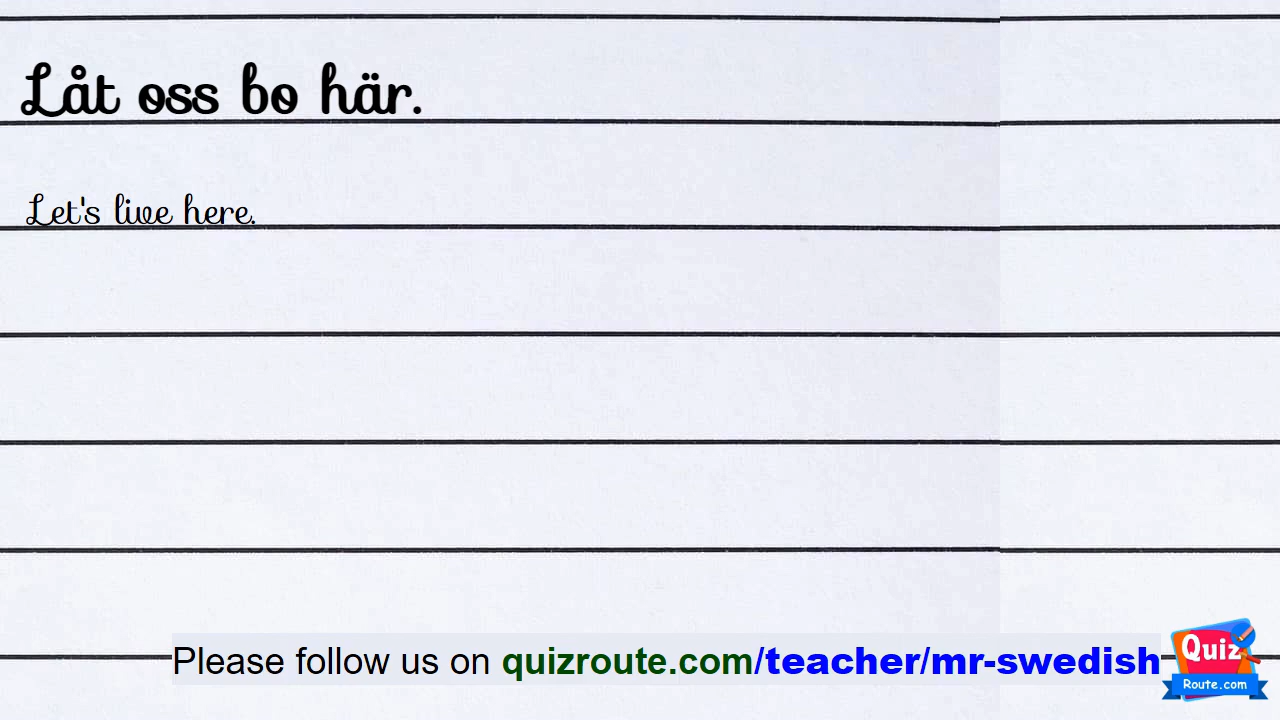 Låt oss bo här.
Let's live here.
Please follow us on quizroute.com/teacher/mr-swedish
Quiz
Route.com